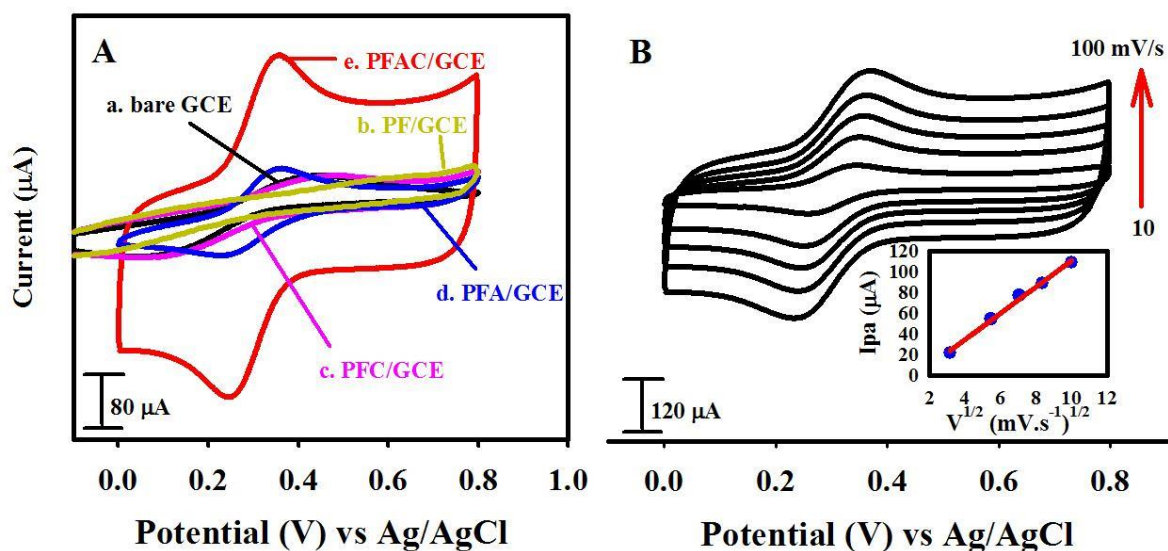 A
e. PFAC/GCE
a. bare GCE
b. PF/GCE
d. PFA/GCE
c. PFC/GCE
80 µA
Current (µA)
0.0 0.2 0.4 0.6 0.8 1.0
Potential (V) vs Ag/AgCl
B
100 mV/s
10
120 µA
Ipa (µA)
120
100
80
60
40
20
0
2 4 6 8 10 12
V^1/2 (mV.s^-1)^1/2
0.0 0.2 0.4 0.6 0.8
Potential (V) vs Ag/AgCl